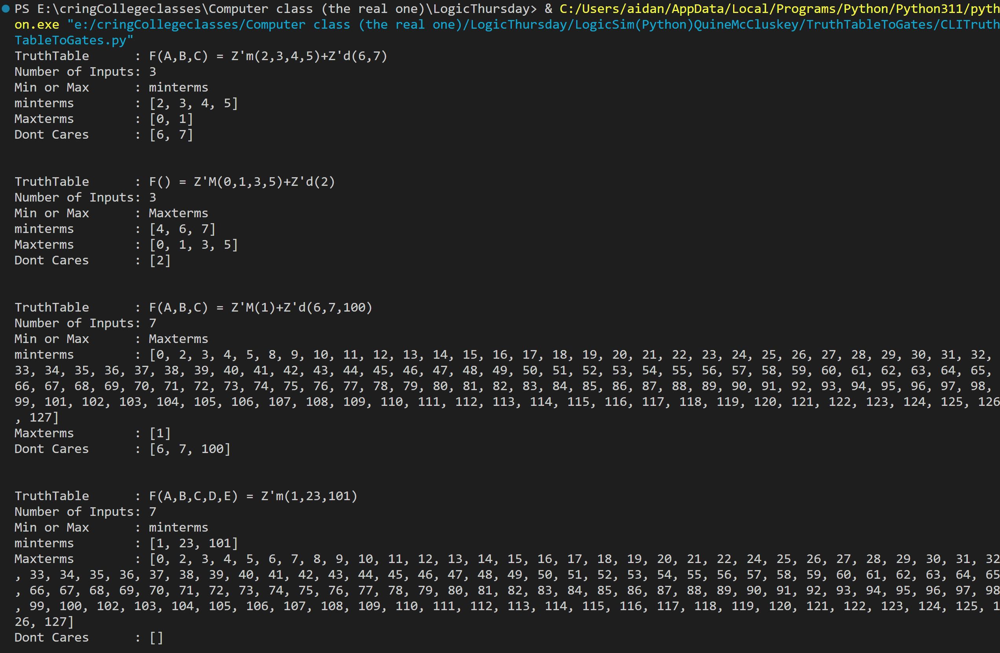 PS E:\cringCollegeclasses\Computer class (the real one)\LogicThursday> & C:/Users/aidan/AppData/Local/Programs/Python/Python311/pyth
on.exe "e:/cringCollegeclasses/Computer class (the real one)/LogicThursday/LogicSim(Python)QuineMcCluskey/TruthTableToGates/CLITruth
TableToGates.py"
TruthTable      : F(A,B,C) = Z'm(2,3,4,5)+Z'd(6,7)
Number of Inputs: 3
Min or Max      : minterms
minterms        : [2, 3, 4, 5]
Maxterms        : [0, 1]
Dont Cares      : [6, 7]
TruthTable      : F() = Z'M(0,1,3,5)+Z'd(2)
Number of Inputs: 3
Min or Max      : Maxterms
minterms        : [4, 6, 7]
Maxterms        : [0, 1, 3, 5]
Dont Cares      : [2]
TruthTable      : F(A,B,C) = Z'M(1)+Z'd(6,7,100)
Number of Inputs: 7
Min or Max      : Maxterms
minterms        : [0, 2, 3, 4, 5, 8, 9, 10, 11, 12, 13, 14, 15, 16, 17, 18, 19, 20, 21, 22, 23, 24, 25, 26, 27, 28, 29, 30, 31, 32,
33, 34, 35, 36, 37, 38, 39, 40, 41, 42, 43, 44, 45, 46, 47, 48, 49, 50, 51, 52, 53, 54, 55, 56, 57, 58, 59, 60, 61, 62, 63, 64, 65,
66, 67, 68, 69, 70, 71, 72, 73, 74, 75, 76, 77, 78, 79, 80, 81, 82, 83, 84, 85, 86, 87, 88, 89, 90, 91, 92, 93, 94, 95, 96, 97, 98,
99, 101, 102, 103, 104, 105, 106, 107, 108, 109, 110, 111, 112, 113, 114, 115, 116, 117, 118, 119, 120, 121, 122, 123, 124, 125, 126
, 127]
Maxterms        : [1]
Dont Cares      : [6, 7, 100]
TruthTable      : F(A,B,C,D,E) = Z'm(1,23,101)
Number of Inputs: 7
Min or Max      : minterms
minterms        : [1, 23, 101]
Maxterms        : [0, 2, 3, 4, 5, 6, 7, 8, 9, 10, 11, 12, 13, 14, 15, 16, 17, 18, 19, 20, 21, 22, 24, 25, 26, 27, 28, 29, 30, 31, 32
, 33, 34, 35, 36, 37, 38, 39, 40, 41, 42, 43, 44, 45, 46, 47, 48, 49, 50, 51, 52, 53, 54, 55, 56, 57, 58, 59, 60, 61, 62, 63, 64, 65
, 66, 67, 68, 69, 70, 71, 72, 73, 74, 75, 76, 77, 78, 79, 80, 81, 82, 83, 84, 85, 86, 87, 88, 89, 90, 91, 92, 93, 94, 95, 96, 97, 98
, 99, 100, 102, 103, 104, 105, 106, 107, 108, 109, 110, 111, 112, 113, 114, 115, 116, 117, 118, 119, 120, 121, 122, 123, 124, 125, 1
26, 127]
Dont Cares      : []